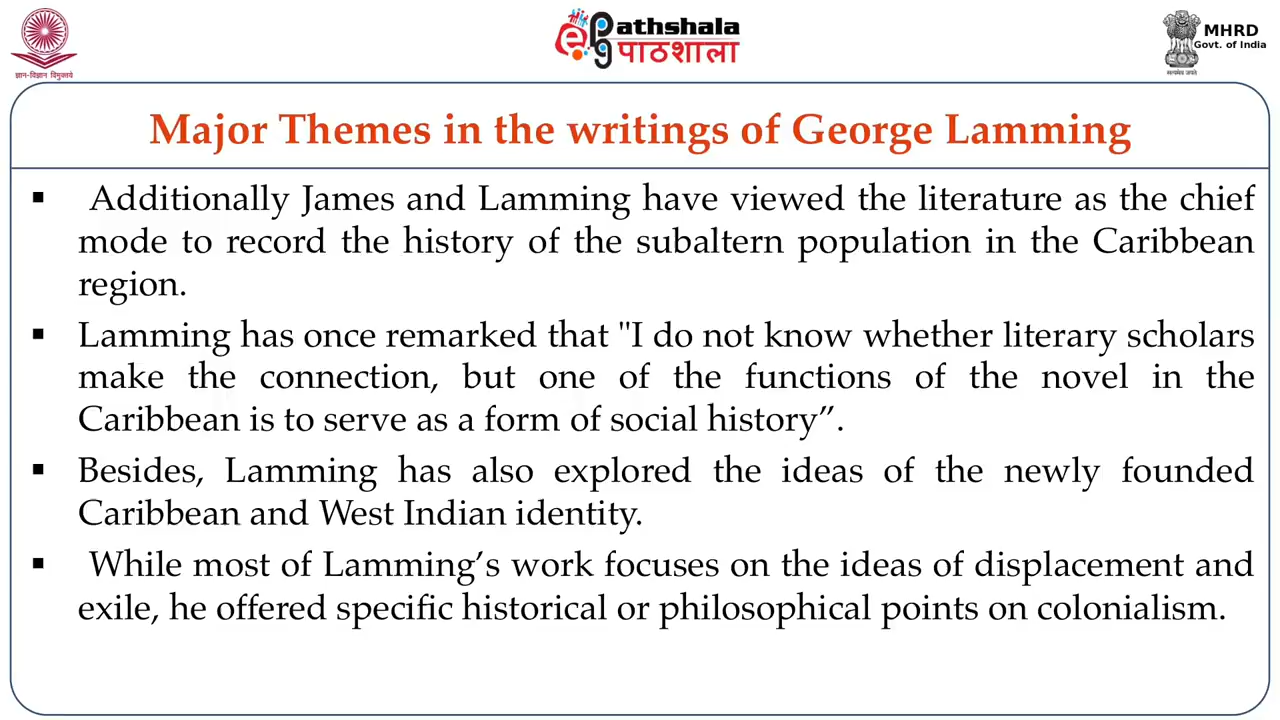 ज्ञान-विज्ञान विमुक्तये
ePathshala
पाठशाला
MHRD
Govt. of India
सत्यमेव जयते
Major Themes in the writings of George Lamming
▪ Additionally James and Lamming have viewed the literature as the chief
mode to record the history of the subaltern population in the Caribbean
region.
▪ Lamming has once remarked that "I do not know whether literary scholars
make the connection, but one of the functions of the novel in the
Caribbean is to serve as a form of social history”.
▪ Besides, Lamming has also explored the ideas of the newly founded
Caribbean and West Indian identity.
▪ While most of Lamming’s work focuses on the ideas of displacement and
exile, he offered specific historical or philosophical points on colonialism.